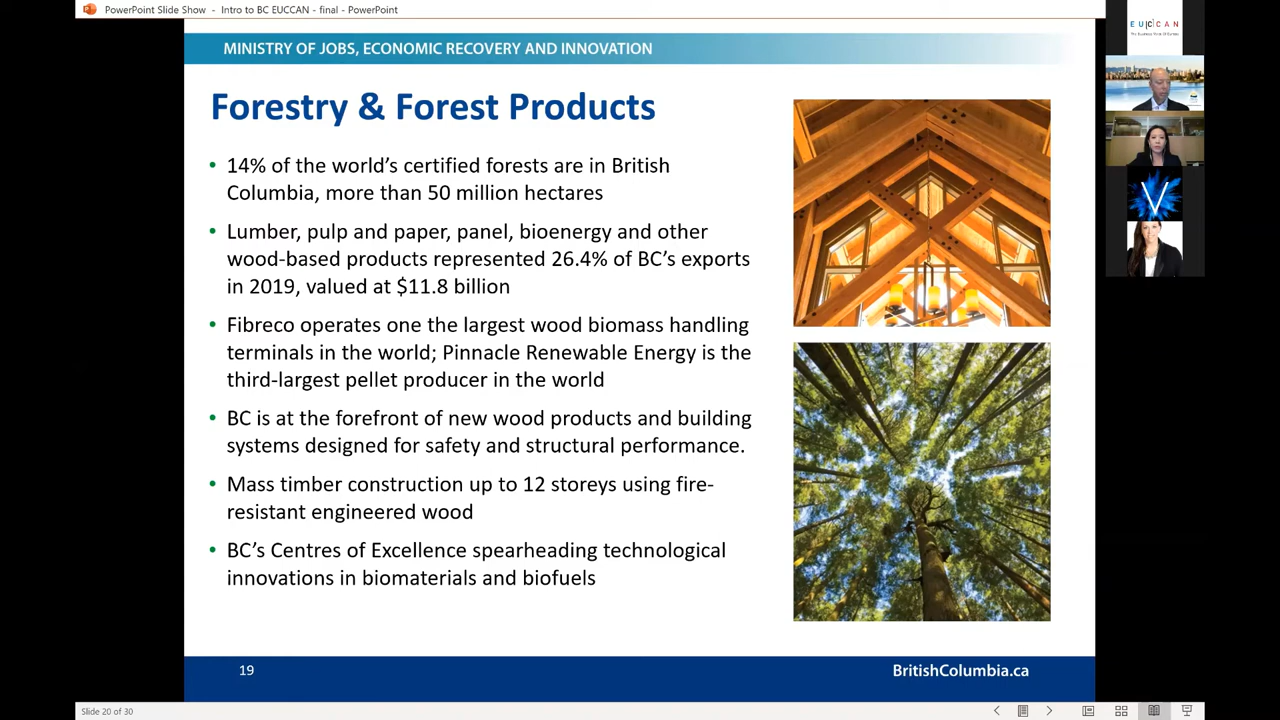 PowerPoint Slide Show - Intro to BC EUCCAN - final - PowerPoint
MINISTRY OF JOBS, ECONOMIC RECOVERY AND INNOVATION
EU|C|CAN
Forestry & Forest Products
• 14% of the world's certified forests are in British
Columbia, more than 50 million hectares
• Lumber, pulp and paper, panel, bioenergy and other
wood-based products represented 26.4% of BC's exports
in 2019, valued at $11.8 billion
• Fibreco operates one the largest wood biomass handling
terminals in the world; Pinnacle Renewable Energy is the
third-largest pellet producer in the world
• BC is at the forefront of new wood products and building
systems designed for safety and structural performance.
• Mass timber construction up to 12 storeys using fire-
resistant engineered wood
• BC's Centres of Excellence spearheading technological
innovations in biomaterials and biofuels
V
19
BritishColumbia.ca
Slide 20 of 30